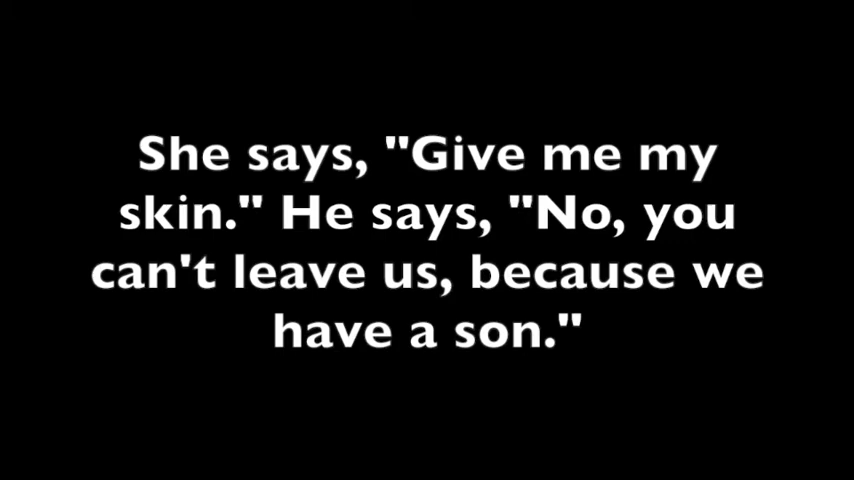 She says, "Give me my
skin." He says, "No, you
can't leave us, because we
have a son."